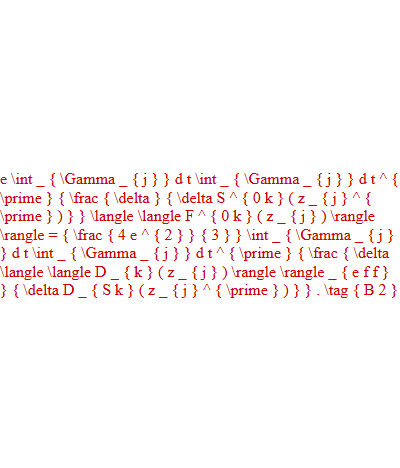 e \int _ { \Gamma _ { j } } d t \int _ { \Gamma _ { j } } d t ^ {
\prime } { \frac { \delta } { \delta S ^ { 0 k } ( z _ { j } ^ {
\prime } ) } } \langle \langle F ^ { 0 k } ( z _ { j } ) \rangle
\rangle = { \frac { 4 e ^ { 2 } } { 3 } } \int _ { \Gamma _ { j }
} d t \int _ { \Gamma _ { j } } d t ^ { \prime } { \frac { \delta
\langle \langle D _ { k } ( z _ { j } ) \rangle \rangle _ { e f f }
} { \delta D _ { S k } ( z _ { j } ^ { \prime } ) } } . \tag { B 2 }